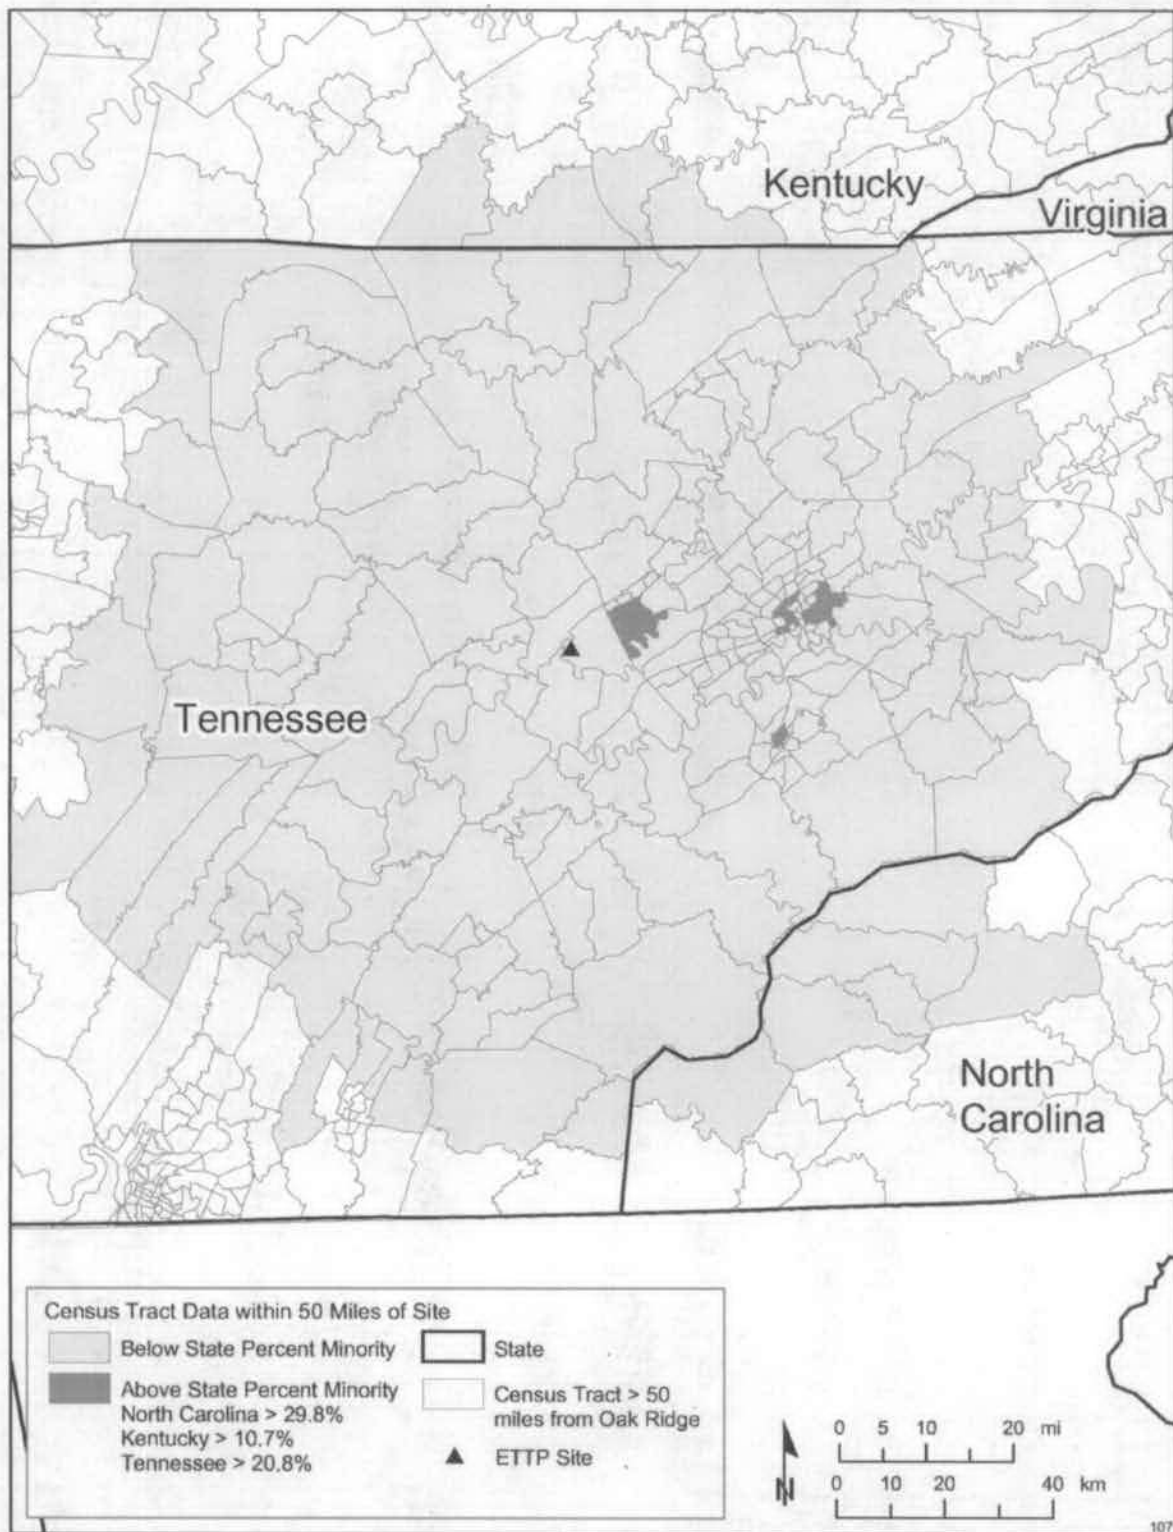 Kentucky
Virginia
Tennessee
North
Carolina
Census Tract Data within 50 Miles of Site
Below State Percent Minority
State
Above State Percent Minority
North Carolina > 29.8%
Kentucky > 10.7%
Tennessee > 20.8%
Census Tract > 50
miles from Oak Ridge
ETTP Site
N
0 5 10 20 mi
0 10 20 40 km
107